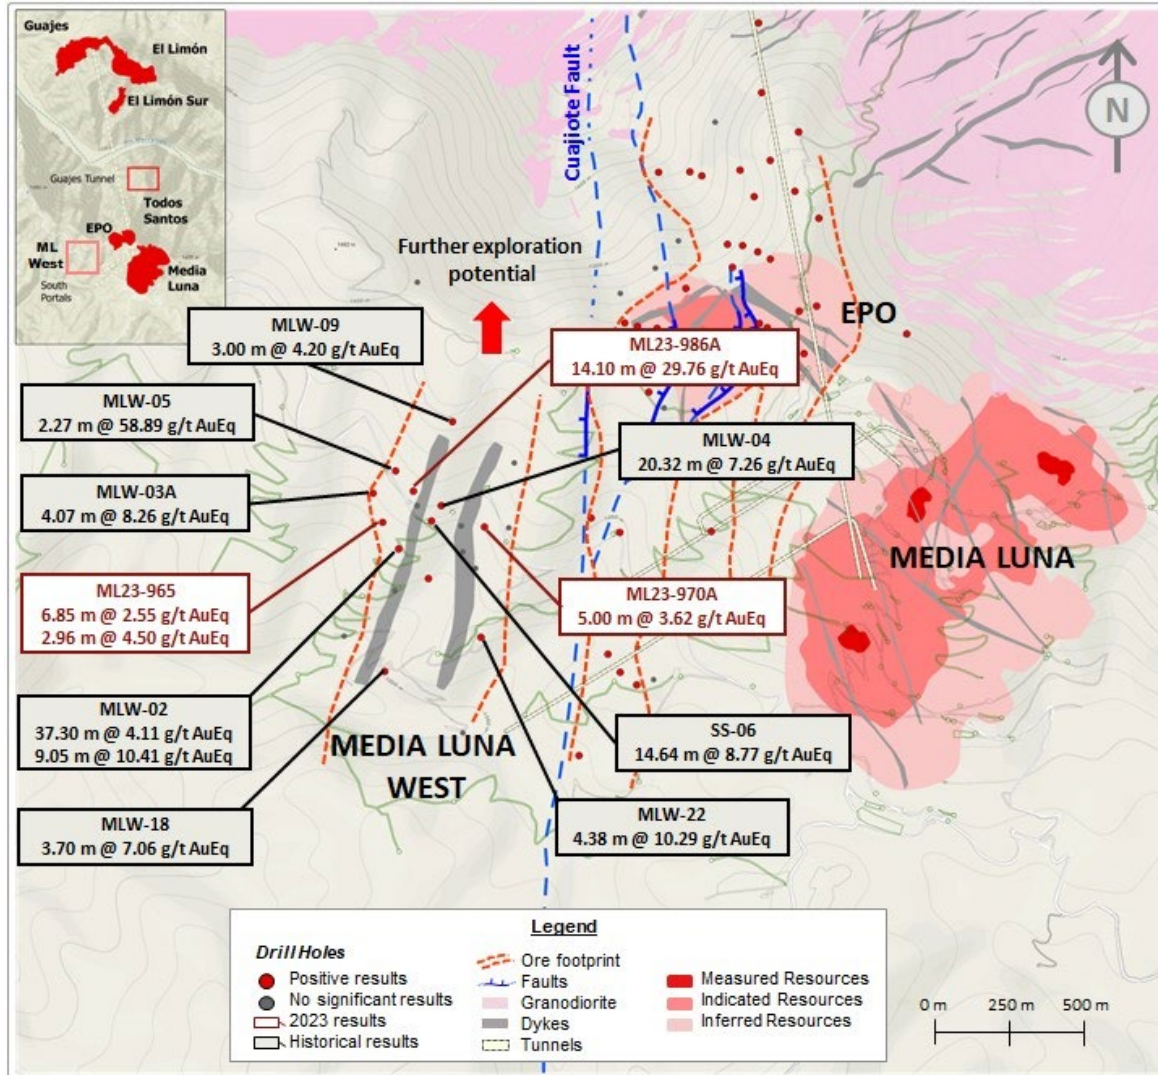 Guajes
El Limón
El Limón Sur
Guajes Tunnel
Todos
Santos
EPO
ML
West
South
Portals
Media
Luna
Cuajiote Fault
N
Further exploration
potential
EPO
MLW-09
3.00 m @ 4.20 g/t AuEq
ML23-986A
14.10 m @ 29.76 g/t AuEq
MLW-05
2.27 m @ 58.89 g/t AuEq
MLW-04
20.32 m @ 7.26 g/t AuEq
MLW-03A
4.07 m @ 8.26 g/t AuEq
MEDIA LUNA
ML23-965
6.85 m @ 2.55 g/t AuEq
2.96 m @ 4.50 g/t AuEq
ML23-970A
5.00 m @ 3.62 g/t AuEq
MLW-02
37.30 m @ 4.11 g/t AuEq
9.05 m @ 10.41 g/t AuEq
SS-06
14.64 m @ 8.77 g/t AuEq
MEDIA LUNA
WEST
MLW-18
3.70 m @ 7.06 g/t AuEq
MLW-22
4.38 m @ 10.29 g/t AuEq
Legend
Drill Holes
Positive results
No significant results
2023 results
Historical results
Ore footprint
Faults
Granodiorite
Dykes
Tunnels
Measured Resources
Indicated Resources
Inferred Resources
0 m 250 m 500 m